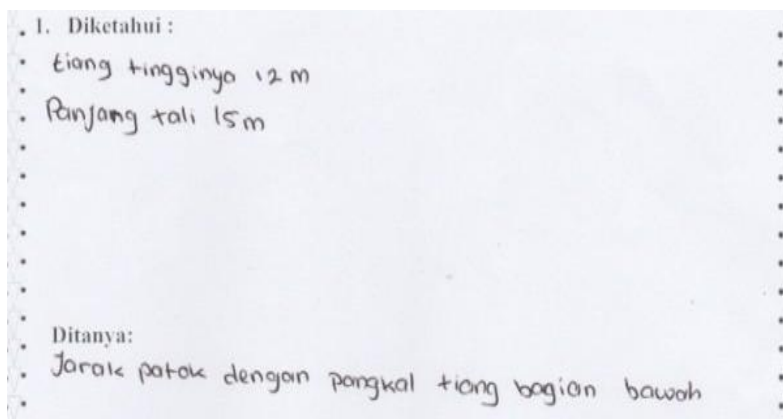 1. Diketahui :
tiang tingginya 12 m
Panjang tali 15 m
Ditanya:
Jarak patok dengan pangkal tiang bagian bawah